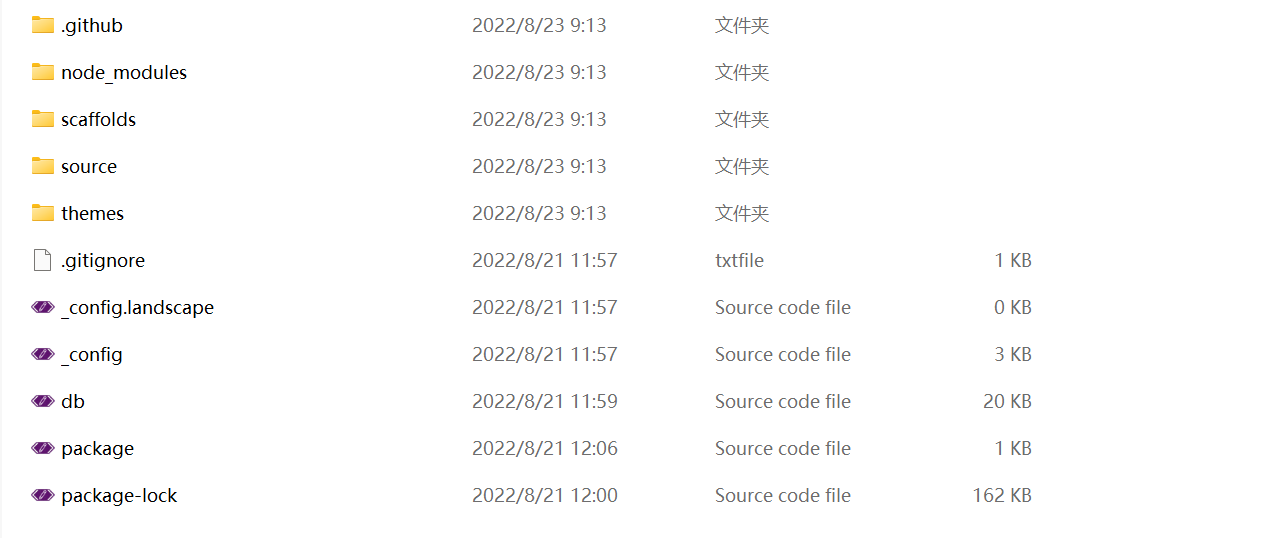 .github 2022/8/23 9:13 文件夹
node_modules 2022/8/23 9:13 文件夹
scaffolds 2022/8/23 9:13 文件夹
source 2022/8/23 9:13 文件夹
themes 2022/8/23 9:13 文件夹
.gitignore 2022/8/21 11:57 txtfile 1 KB
_config.landscape 2022/8/21 11:57 Source code file 0 KB
_config 2022/8/21 11:57 Source code file 3 KB
db 2022/8/21 11:59 Source code file 20 KB
package 2022/8/21 12:06 Source code file 1 KB
package-lock 2022/8/21 12:00 Source code file 162 KB